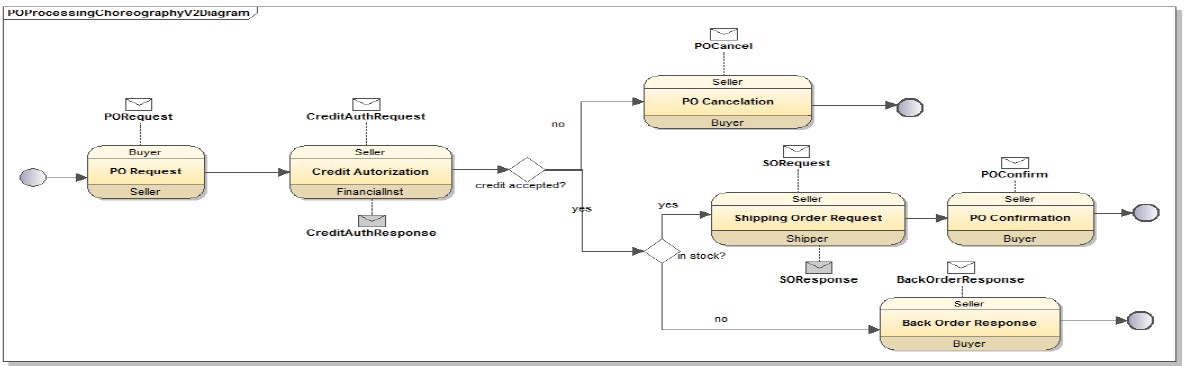 POProcessingChoreographyV2Diagram
PORequest
Buyer
PO Request
Seller
CreditAuthRequest
Seller
Credit Autorization
FinancialInst
CreditAuthResponse
credit accepted?
no
yes
POCancel
Seller
PO Cancelation
Buyer
in stock?
yes
no
SORequest
Seller
Shipping Order Request
Shipper
SOResponse
POConfirm
Seller
PO Confirmation
Buyer
BackOrderResponse
Seller
Back Order Response
Buyer